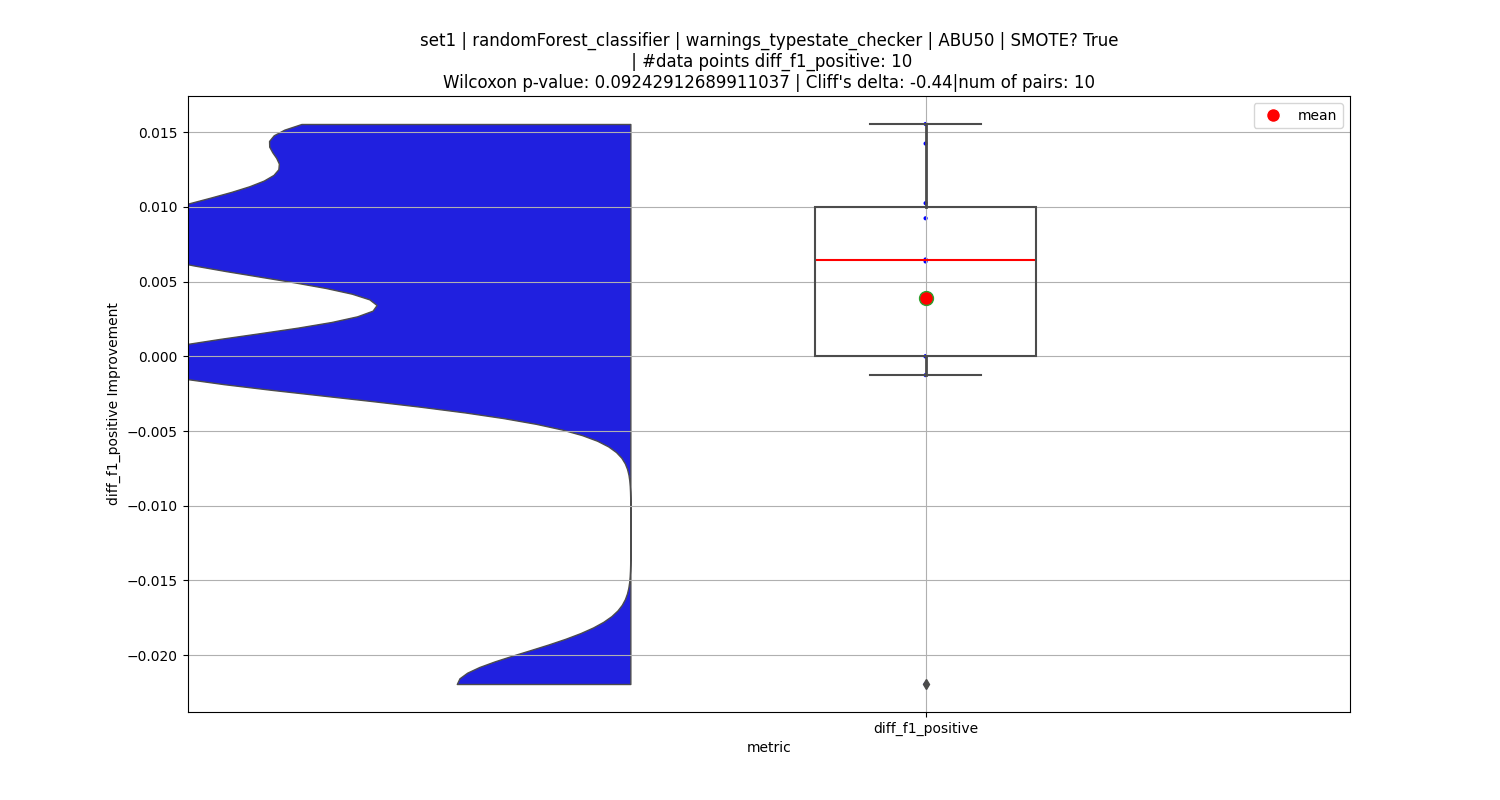 set1 | randomForest_classifier | warnings_typestate_checker | ABU50 | SMOTE? True
| #data points diff_f1_positive: 10
Wilcoxon p-value: 0.09242912689911037 | Cliff's delta: -0.44|num of pairs: 10
mean
0.015
0.010
0.005
0.000
−0.005
−0.010
−0.015
−0.020
diff_f1_positive Improvement
diff_f1_positive
metric